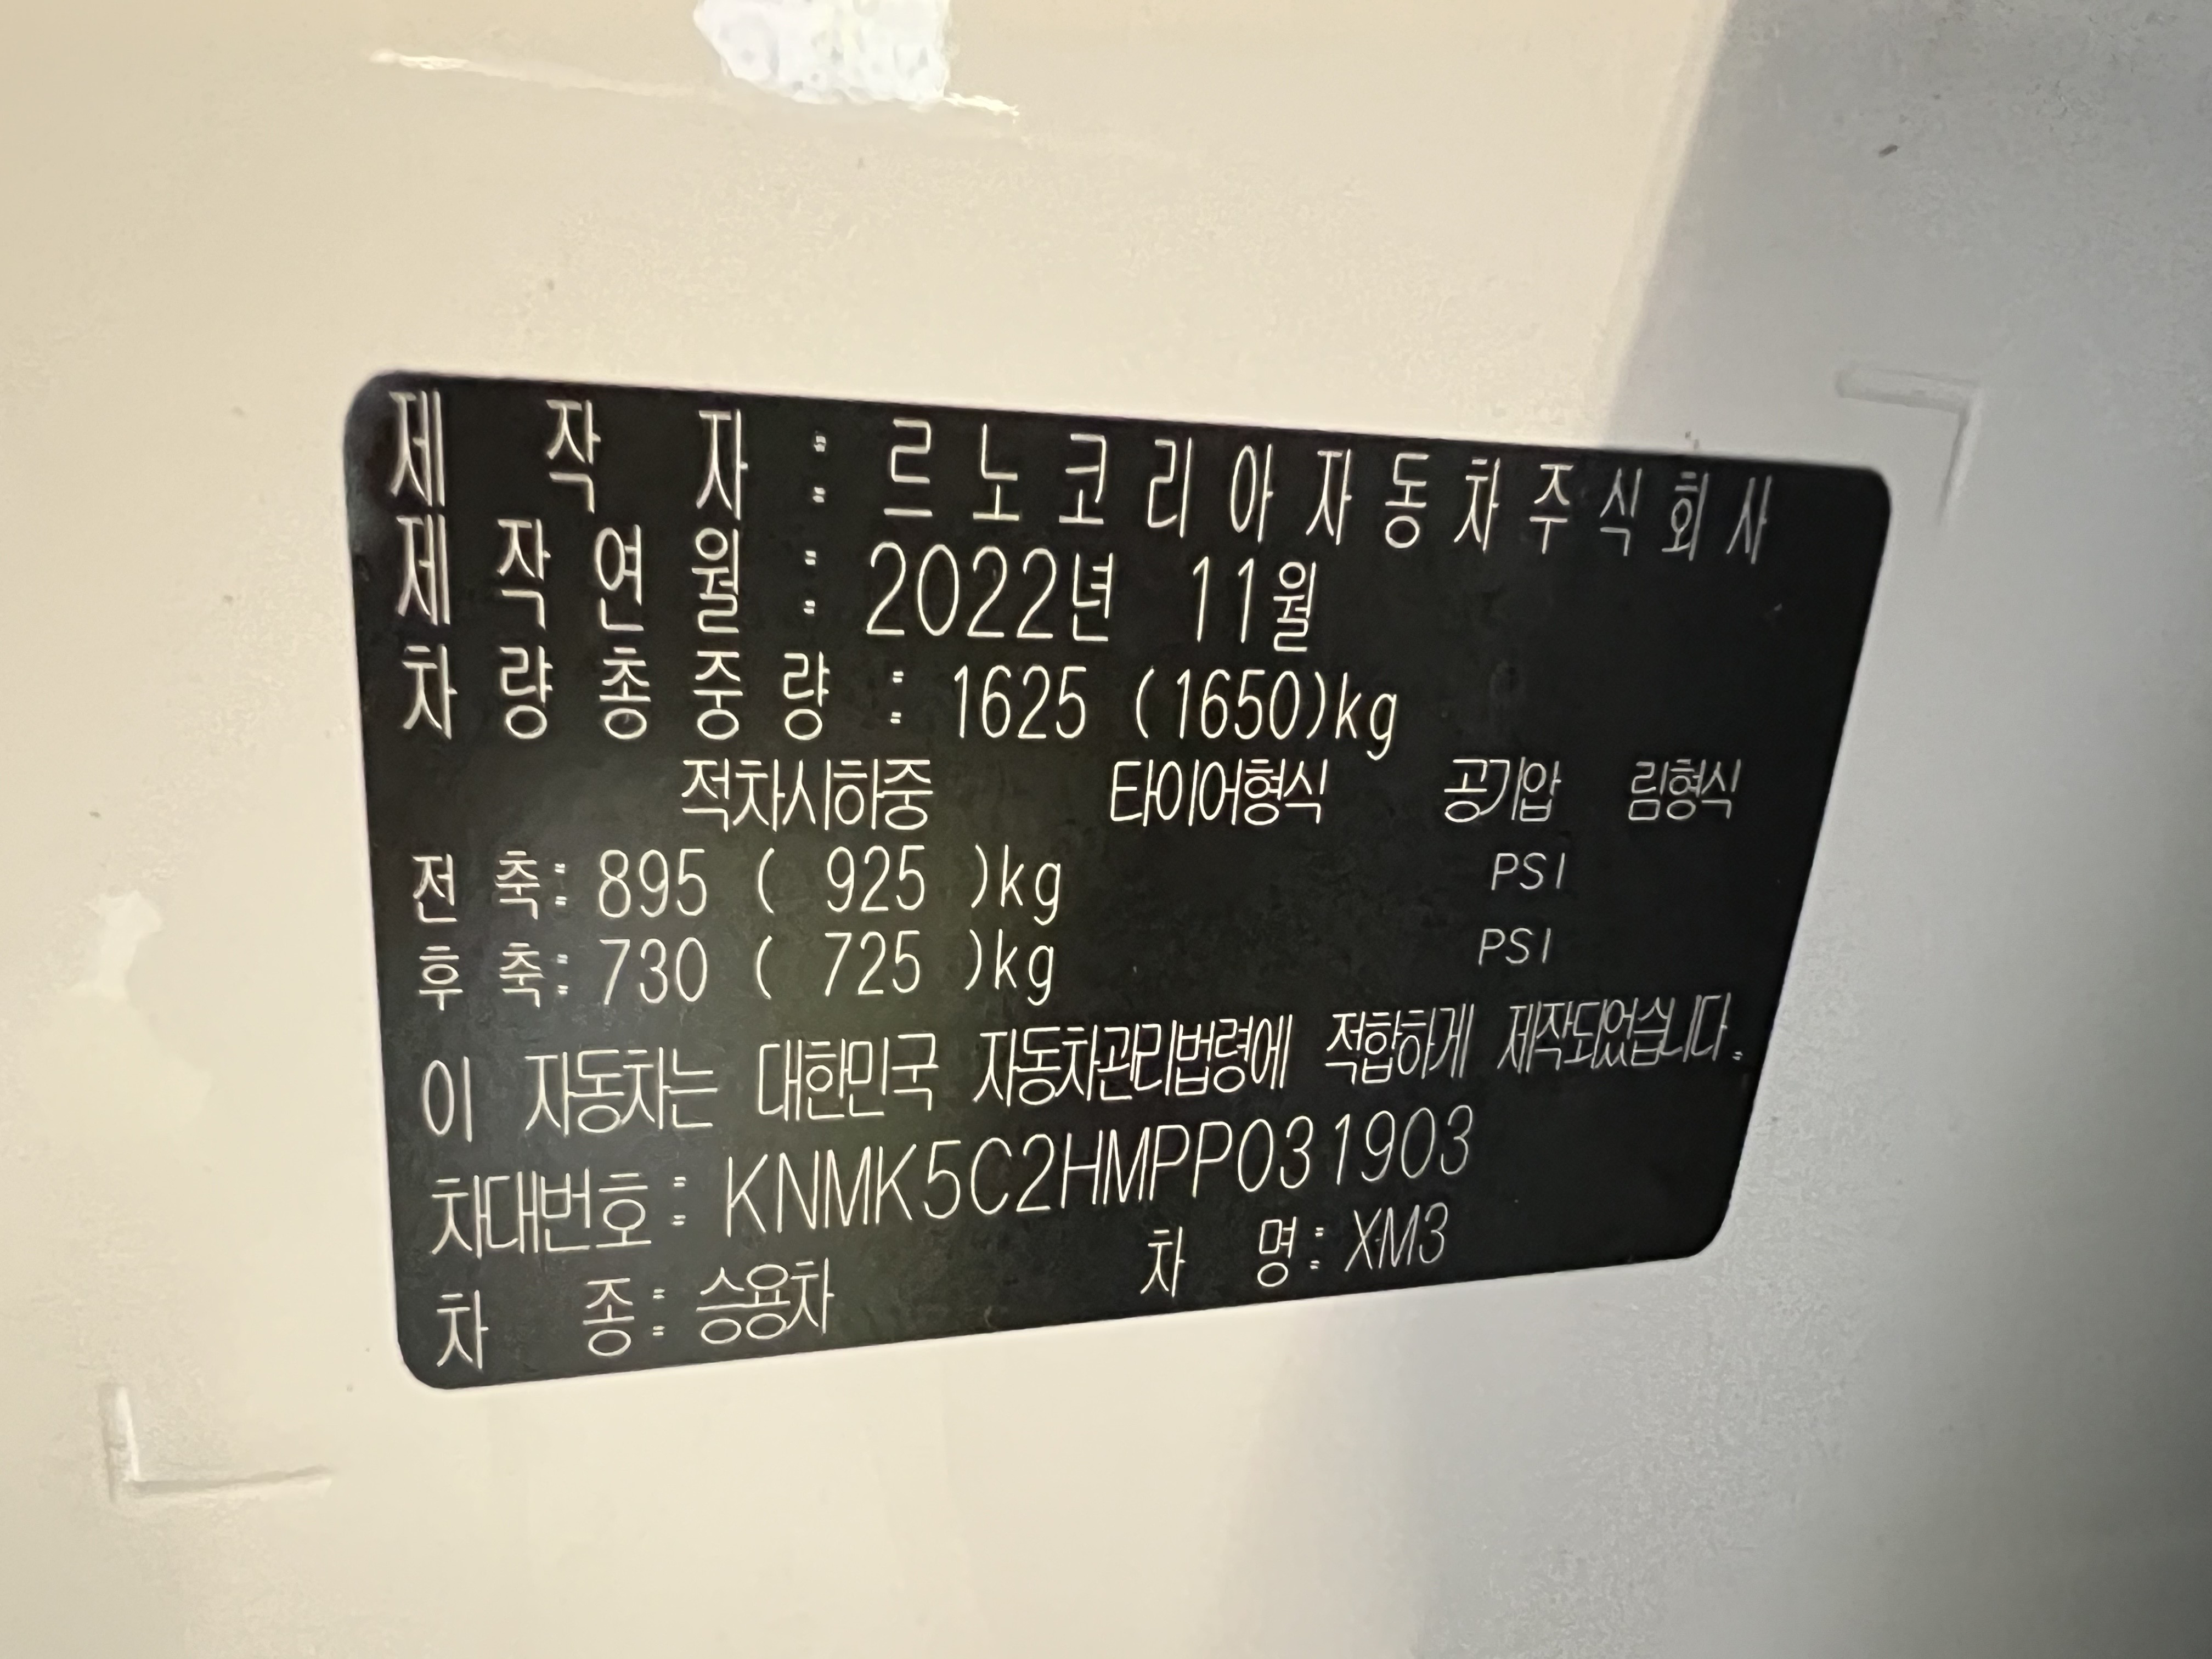 제 작 자 : 르노코리아자동차주식회사
제작연월 : 2022년 11월
차량총중량 : 1625 (1650)kg
적차시하중 타이어형식 공기압 림형식
전 축: 895 ( 925 )kg PSI
후 축: 730 ( 725 )kg PSI
이 자동차는 대한민국 자동차관리법령에 적합하게 제작되었습니다.
차대번호: KNMK5C2HMPP031903
차 종: 승용차 차 명: XM3